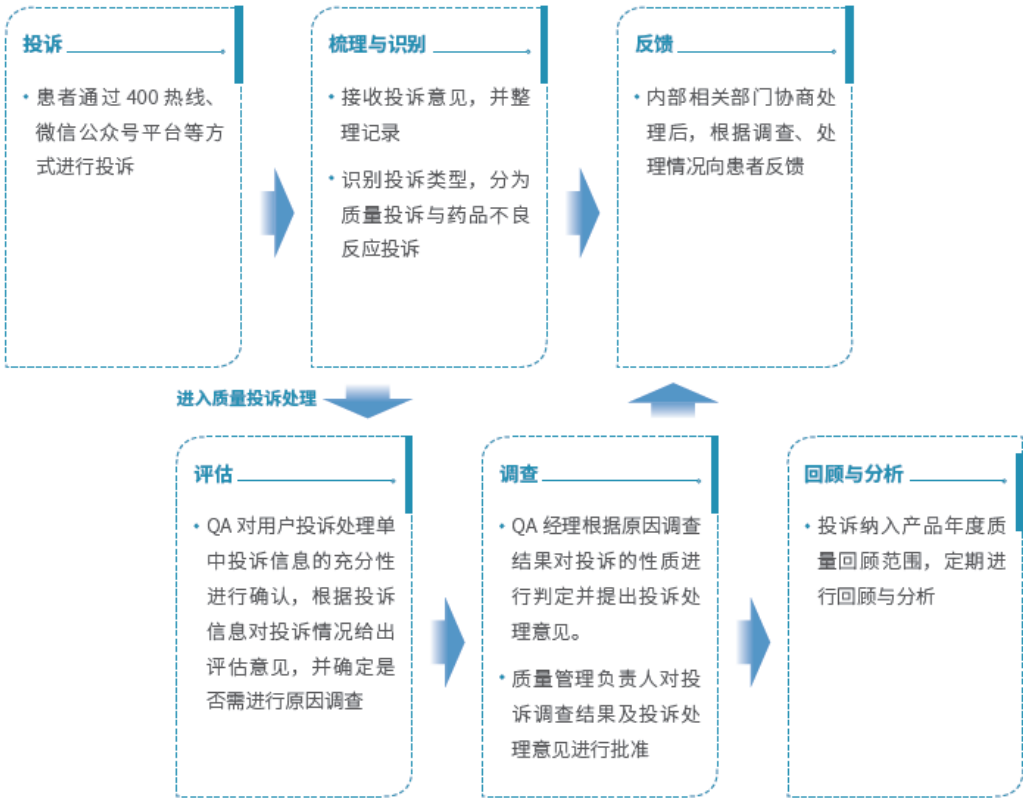 投诉
患者通过 400 热线、
微信公众号平台等方
式进行投诉
梳理与识别
接收投诉意见，并整
理记录
识别投诉类型，分为
质量投诉与药品不良
反应投诉
反馈
内部相关部门协商处
理后，根据调查、处
理情况向患者反馈
进入质量投诉处理
评估
QA 对用户投诉处理单
中投诉信息的充分性
进行确认，根据投诉
信息对投诉情况给出
评估意见，并确定是
否需进行原因调查
调查
QA 经理根据原因调查
结果对投诉的性质进
行判定并提出投诉处
理意见。
质量管理负责人对投
诉调查结果及投诉处
理意见进行批准
回顾与分析
投诉纳入产品年度质
量回顾范围，定期进
行回顾与分析